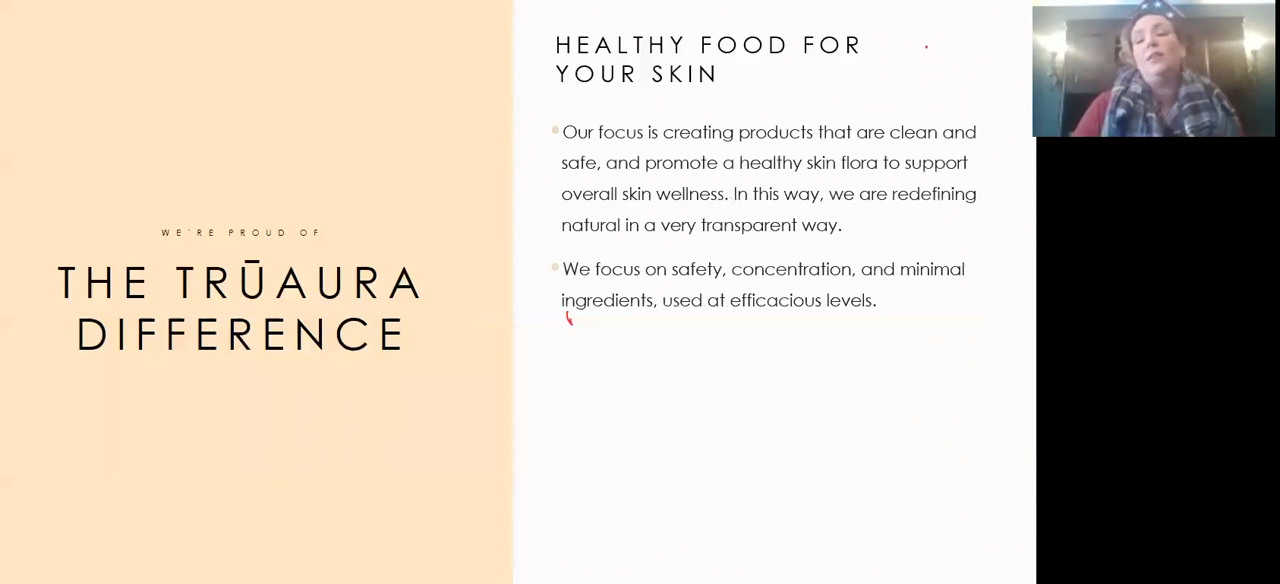 WE'RE PROUD OF
THE TRŪAURA
DIFFERENCE
HEALTHY FOOD FOR
YOUR SKIN
Our focus is creating products that are clean and
safe, and promote a healthy skin flora to support
overall skin wellness. In this way, we are redefining
natural in a very transparent way.
We focus on safety, concentration, and minimal
ingredients, used at efficacious levels.